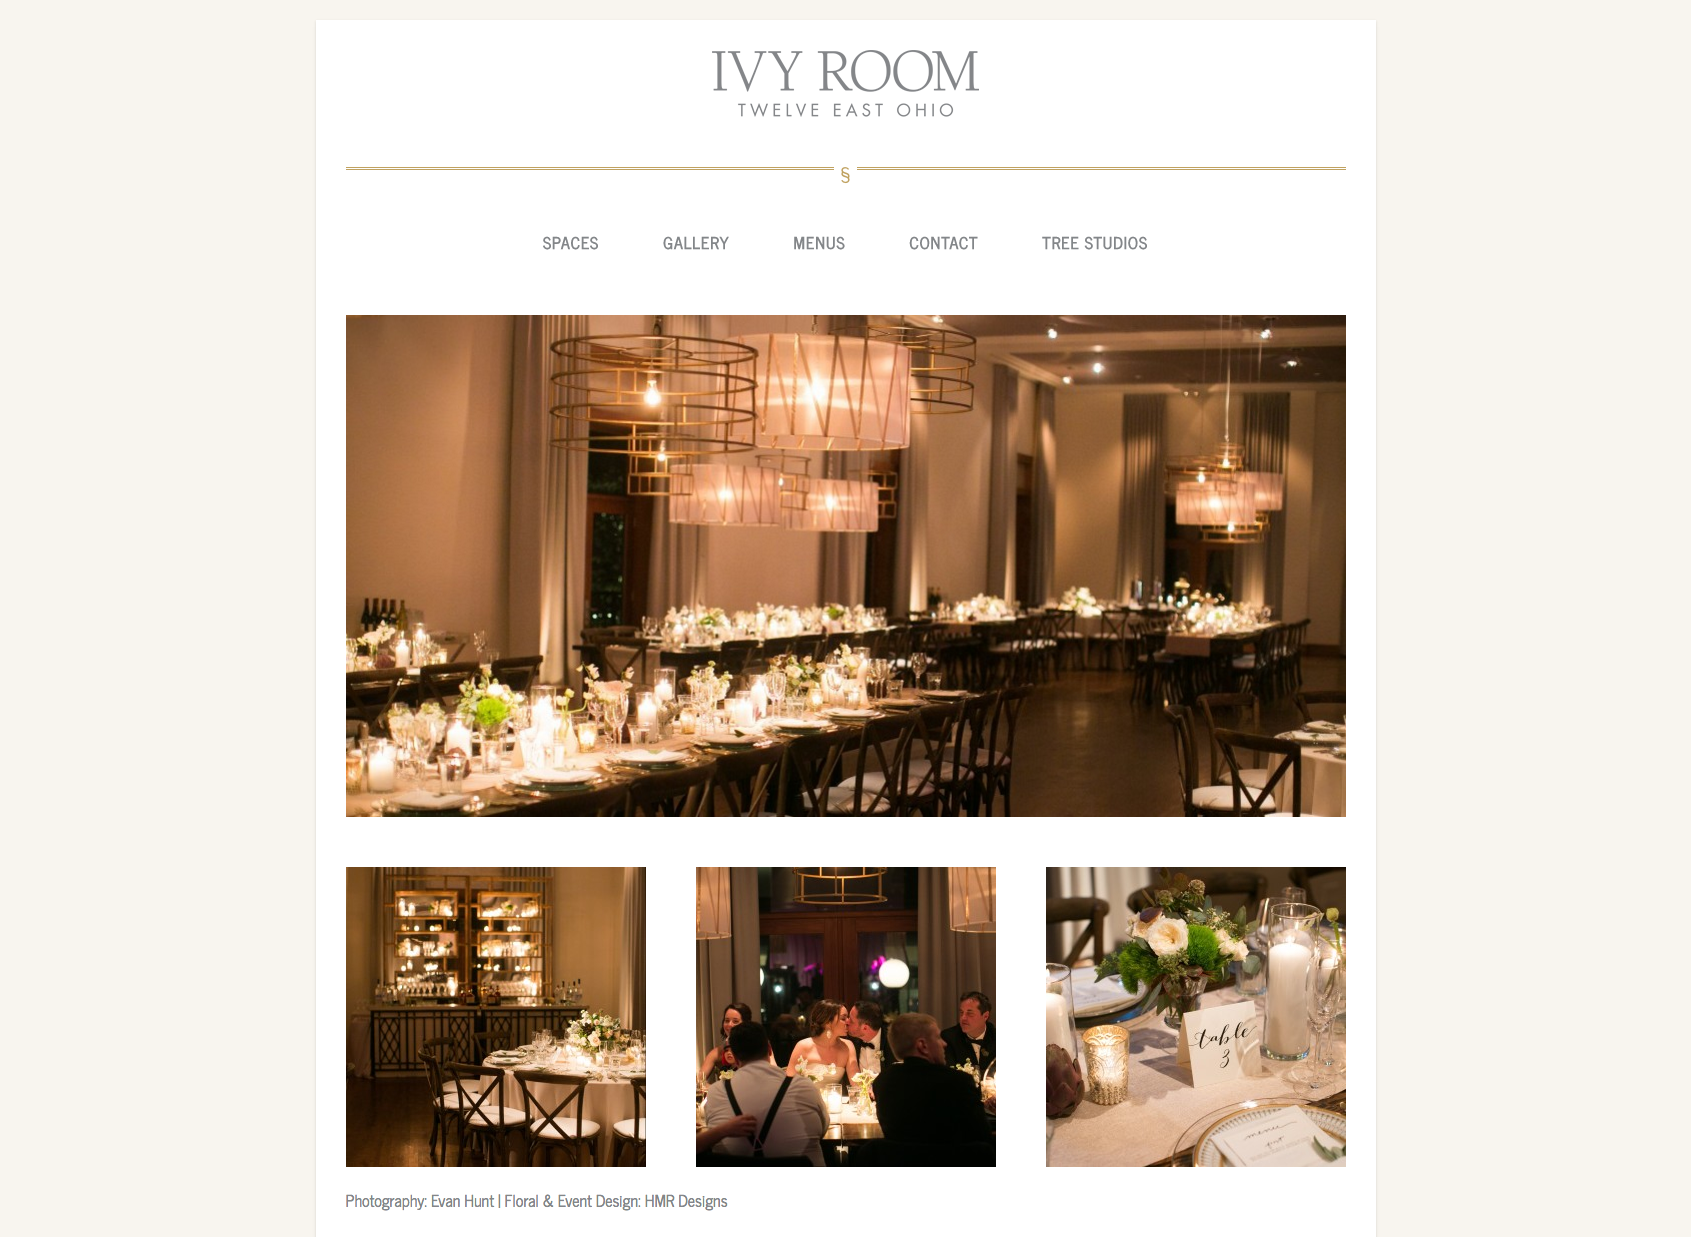 IVY ROOM
TWELVE EAST OHIO
§
SPACES GALLERY MENUS CONTACT TREE STUDIOS
table
3
menu
Photography: Evan Hunt | Floral & Event Design: HMR Designs